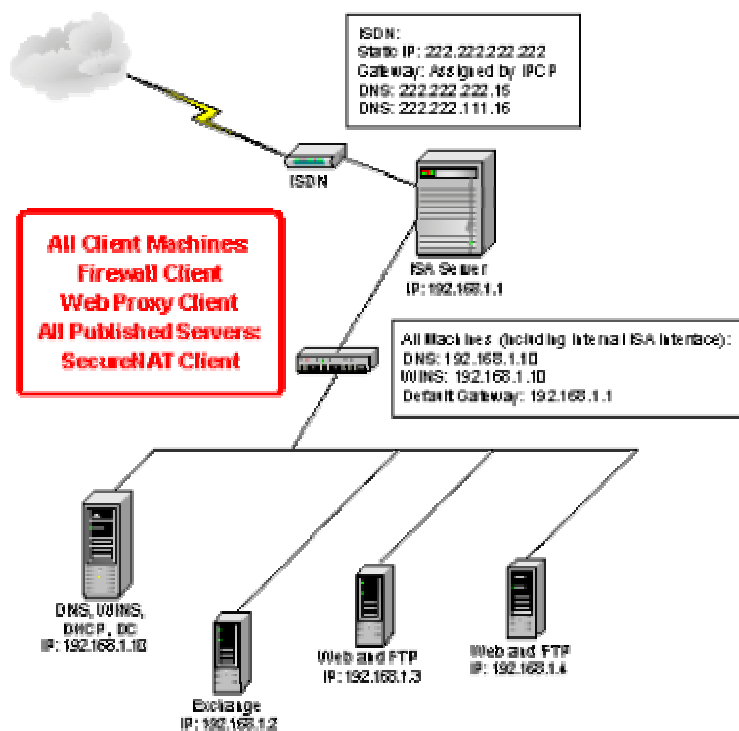 ISDN:
Static IP: 222.222.222.222
Gateway: Assigned by IPCP
DNS: 222.222.222.16
DNS: 222.222.111.16
ISDN
ISA Server
IP: 192.168.1.1
All Client Machines:
Firewall Client
Web Proxy Client
All Published Servers:
SecureNAT Client
All Machines (Including Internal ISA Interface):
DNS: 192.168.1.10
WINS: 192.168.1.10
Default Gateway: 192.168.1.1
DNS, WINS,
DHCP, DC
IP: 192.168.1.10
Exchange
IP: 192.168.1.2
Web and FTP
IP: 192.168.1.3
Web and FTP
IP: 192.168.1.4